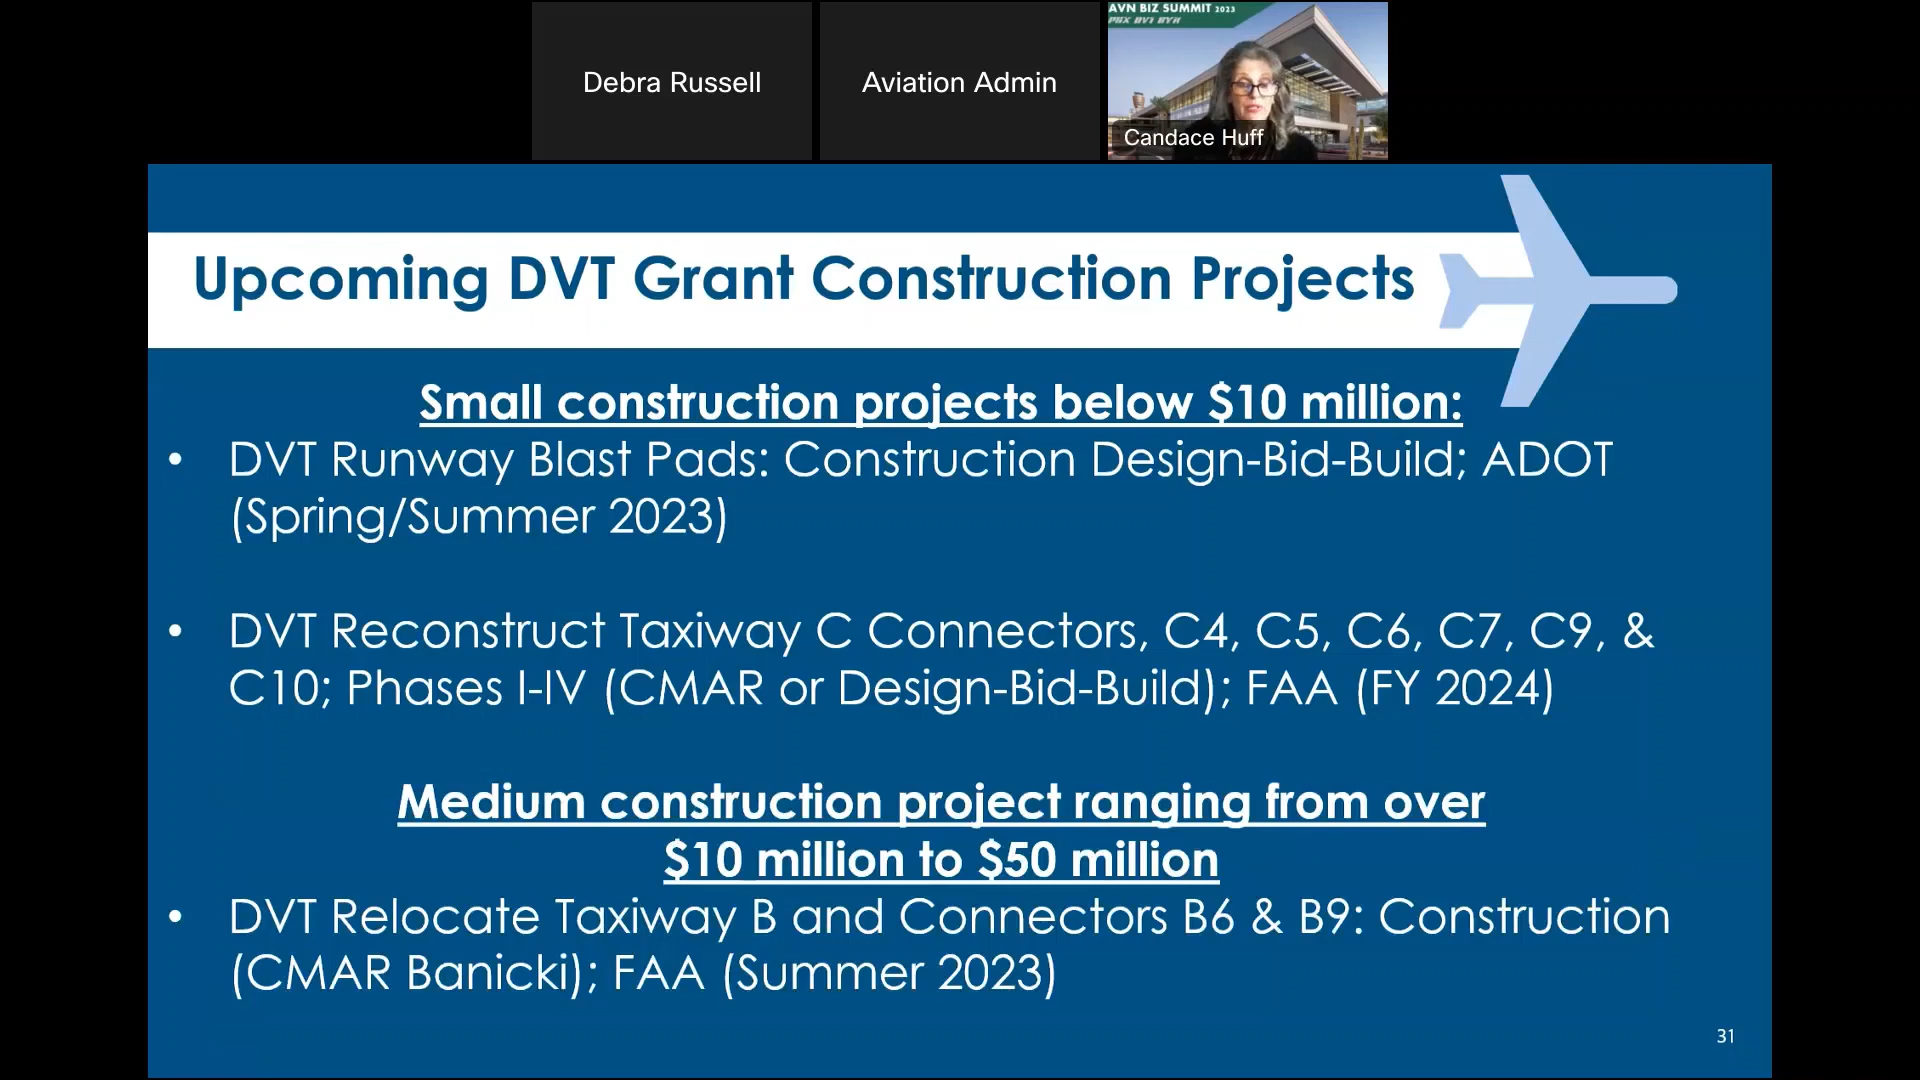 Debra Russell
Aviation Admin
AVN BIZ SUMMIT 2023
PHX DVT GYR
Candace Huff
Upcoming DVT Grant Construction Projects
Small construction projects below $10 million:
• DVT Runway Blast Pads: Construction Design-Bid-Build; ADOT
(Spring/Summer 2023)
• DVT Reconstruct Taxiway C Connectors, C4, C5, C6, C7, C9, &
C10; Phases I-IV (CMAR or Design-Bid-Build); FAA (FY 2024)
Medium construction project ranging from over
$10 million to $50 million
• DVT Relocate Taxiway B and Connectors B6 & B9: Construction
(CMAR Banicki); FAA (Summer 2023)
31